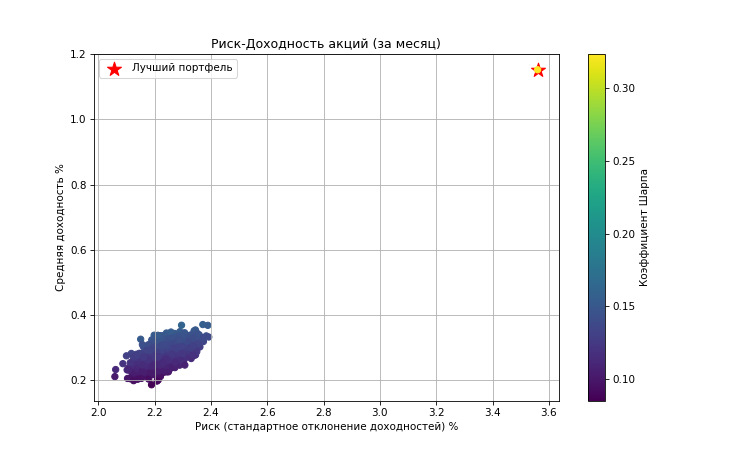 Риск-Доходность акций (за месяц)
Лучший портфель
1.2
1.0
0.8
0.6
0.4
0.2
Средняя доходность %
2.0 2.2 2.4 2.6 2.8 3.0 3.2 3.4 3.6
Риск (стандартное отклонение доходностей) %
0.30
0.25
0.20
0.15
0.10
Коэффициент Шарпа